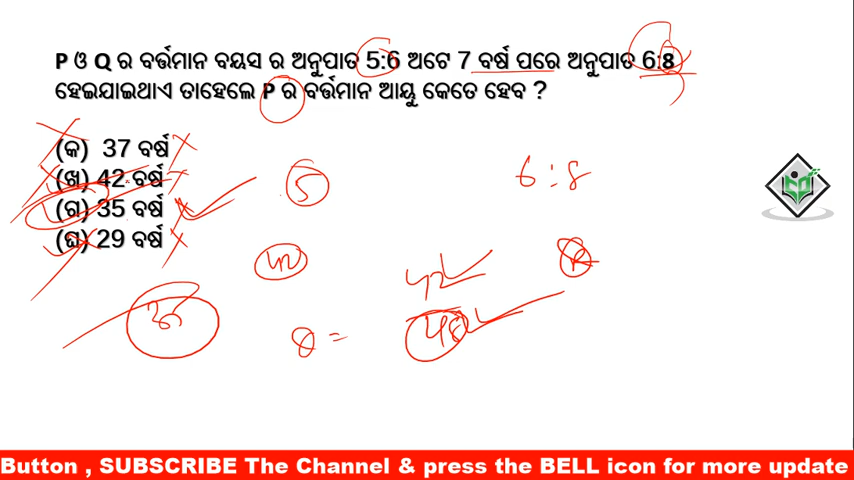 P ଓ Q ର ବର୍ତ୍ତମାନ ବୟସ ର ଅନୁପାତ 5:6 ଅଟେ 7 ବର୍ଷ ପରେ ଅନୁପାତ 6:8
ହେଇଯାଇଥାଏ ତାହେଲେ P ର ବର୍ତ୍ତମାନ ଆୟୁ କେତେ ହେବ ?
(କ) 37 ବର୍ଷ
(ଖ) 42 ବର୍ଷ
(ଗ) 35 ବର୍ଷ
(ଘ) 29 ବର୍ଷ
5
6:8
8 =
Button , SUBSCRIBE The Channel & press the BELL icon for more update